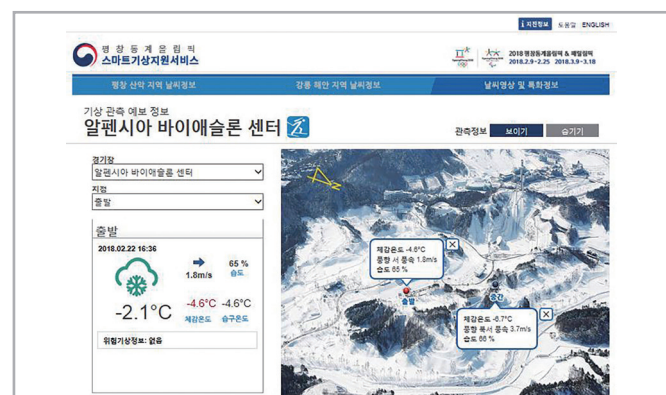 지진정보 도움말 ENGLISH
평창동계올림픽
스마트기상지원서비스
2018 평창동계올림픽 & 패럴림픽
2018.2.9~2.25 2018.3.9~3.18
평창 산악 지역 날씨정보 강릉 해안 지역 날씨정보 날씨영상 및 특화정보
기상 관측 예보 정보
알펜시아 바이애슬론 센터
관측정보 보이기 숨기기
경기장
알펜시아 바이애슬론 센터
지점
출발
출발
2018.02.22 16:36
1.8m/s
65 %
습도
-2.1°C
-4.6°C
체감온도
-4.6°C
습구온도
위험기상정보: 없음
체감온도 -4.6°C
풍향 서 풍속 1.8m/s
습도 65 %
출발
중간
체감온도 -6.7°C
풍향 북서 풍속 3.7m/s
습도 66 %